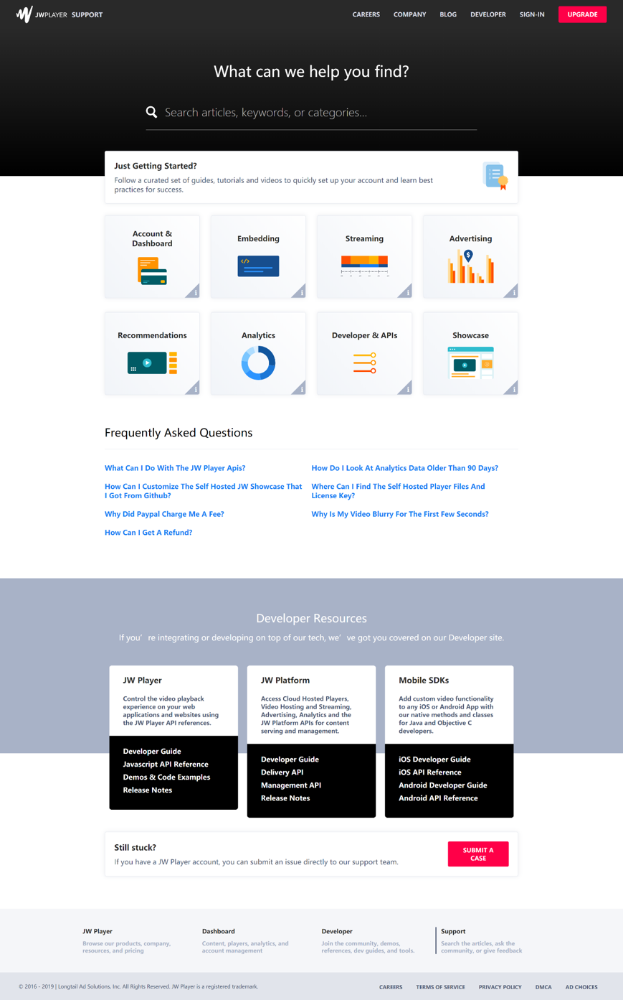 JWPLAYER SUPPORT
CAREERS COMPANY BLOG DEVELOPER SIGN-IN UPGRADE
What can we help you find?
Search articles, keywords, or categories...
Just Getting Started?
Follow a curated set of guides, tutorials and videos to quickly set up your account and learn best
practices for success.
Account &
Dashboard
Embedding
</>
Streaming
Advertising
$
i i i i
Recommendations
Analytics
Developer & APIs
Showcase
i i i i
Frequently Asked Questions
What Can I Do With The JW Player Apis?
How Can I Customize The Self Hosted JW Showcase That
I Got From Github?
Why Did Paypal Charge Me A Fee?
How Can I Get A Refund?
How Do I Look At Analytics Data Older Than 90 Days?
Where Can I Find The Self Hosted Player Files And
License Key?
Why Is My Video Blurry For The First Few Seconds?
Developer Resources
If you’re integrating or developing on top of our tech, we’ve got you covered on our Developer site.
JW Player
Control the video playback
experience on your web
applications and websites using
the JW Player API references.
Developer Guide
Javascript API Reference
Demos & Code Examples
Release Notes
JW Platform
Access Cloud Hosted Players,
Video Hosting and Streaming,
Advertising, Analytics and the
JW Platform APIs for content
serving and management.
Developer Guide
Delivery API
Management API
Release Notes
Mobile SDKs
Add custom video functionality
to any iOS or Android App with
our native methods and classes
for Java and Objective C
developers.
iOS Developer Guide
iOS API Reference
Android Developer Guide
Android API Reference
Still stuck?
If you have a JW Player account, you can submit an issue directly to our support team.
SUBMIT A
CASE
JW Player
Browse our products, company,
resources, and pricing
Dashboard
Content, players, analytics, and
account management
Developer
Join the community, demos,
references, dev guides, and tools.
Support
Search the articles, ask the
community, or give feedback
© 2016 - 2019 | Longtail Ad Solutions, Inc. All Rights Reserved. JW Player is a registered trademark.
CAREERS TERMS OF SERVICE PRIVACY POLICY DMCA AD CHOICES